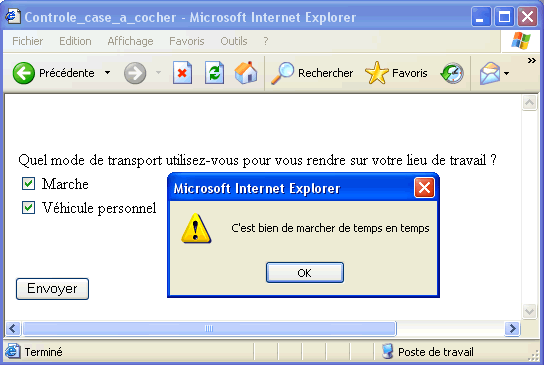 Controle_case_a_cocher - Microsoft Internet Explorer
Fichier Edition Affichage Favoris Outils ?
Précédente Rechercher Favoris »
Quel mode de transport utilisez-vous pour vous rendre sur votre lieu de travail ?
Marche
Véhicule personnel
Microsoft Internet Explorer
C'est bien de marcher de temps en temps
OK
Envoyer
Terminé Poste de travail